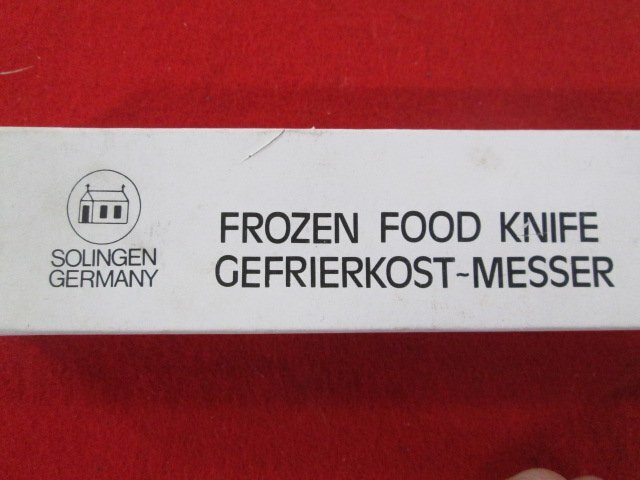 SOLINGEN
GERMANY
FROZEN FOOD KNIFE
GEFRIERKOST~MESSER